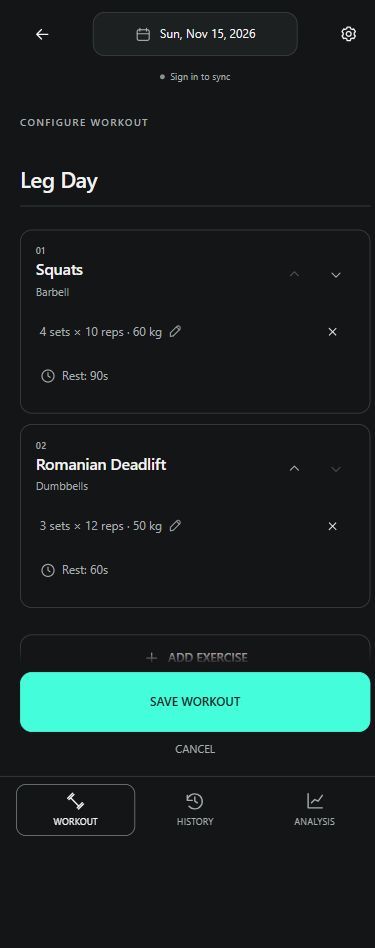 Sun, Nov 15, 2026
Sign in to sync
CONFIGURE WORKOUT
Leg Day
01
Squats
Barbell
4 sets × 10 reps · 60 kg
Rest: 90s
02
Romanian Deadlift
Dumbbells
3 sets × 12 reps · 50 kg
Rest: 60s
ADD EXERCISE
SAVE WORKOUT
CANCEL
WORKOUT
HISTORY
ANALYSIS